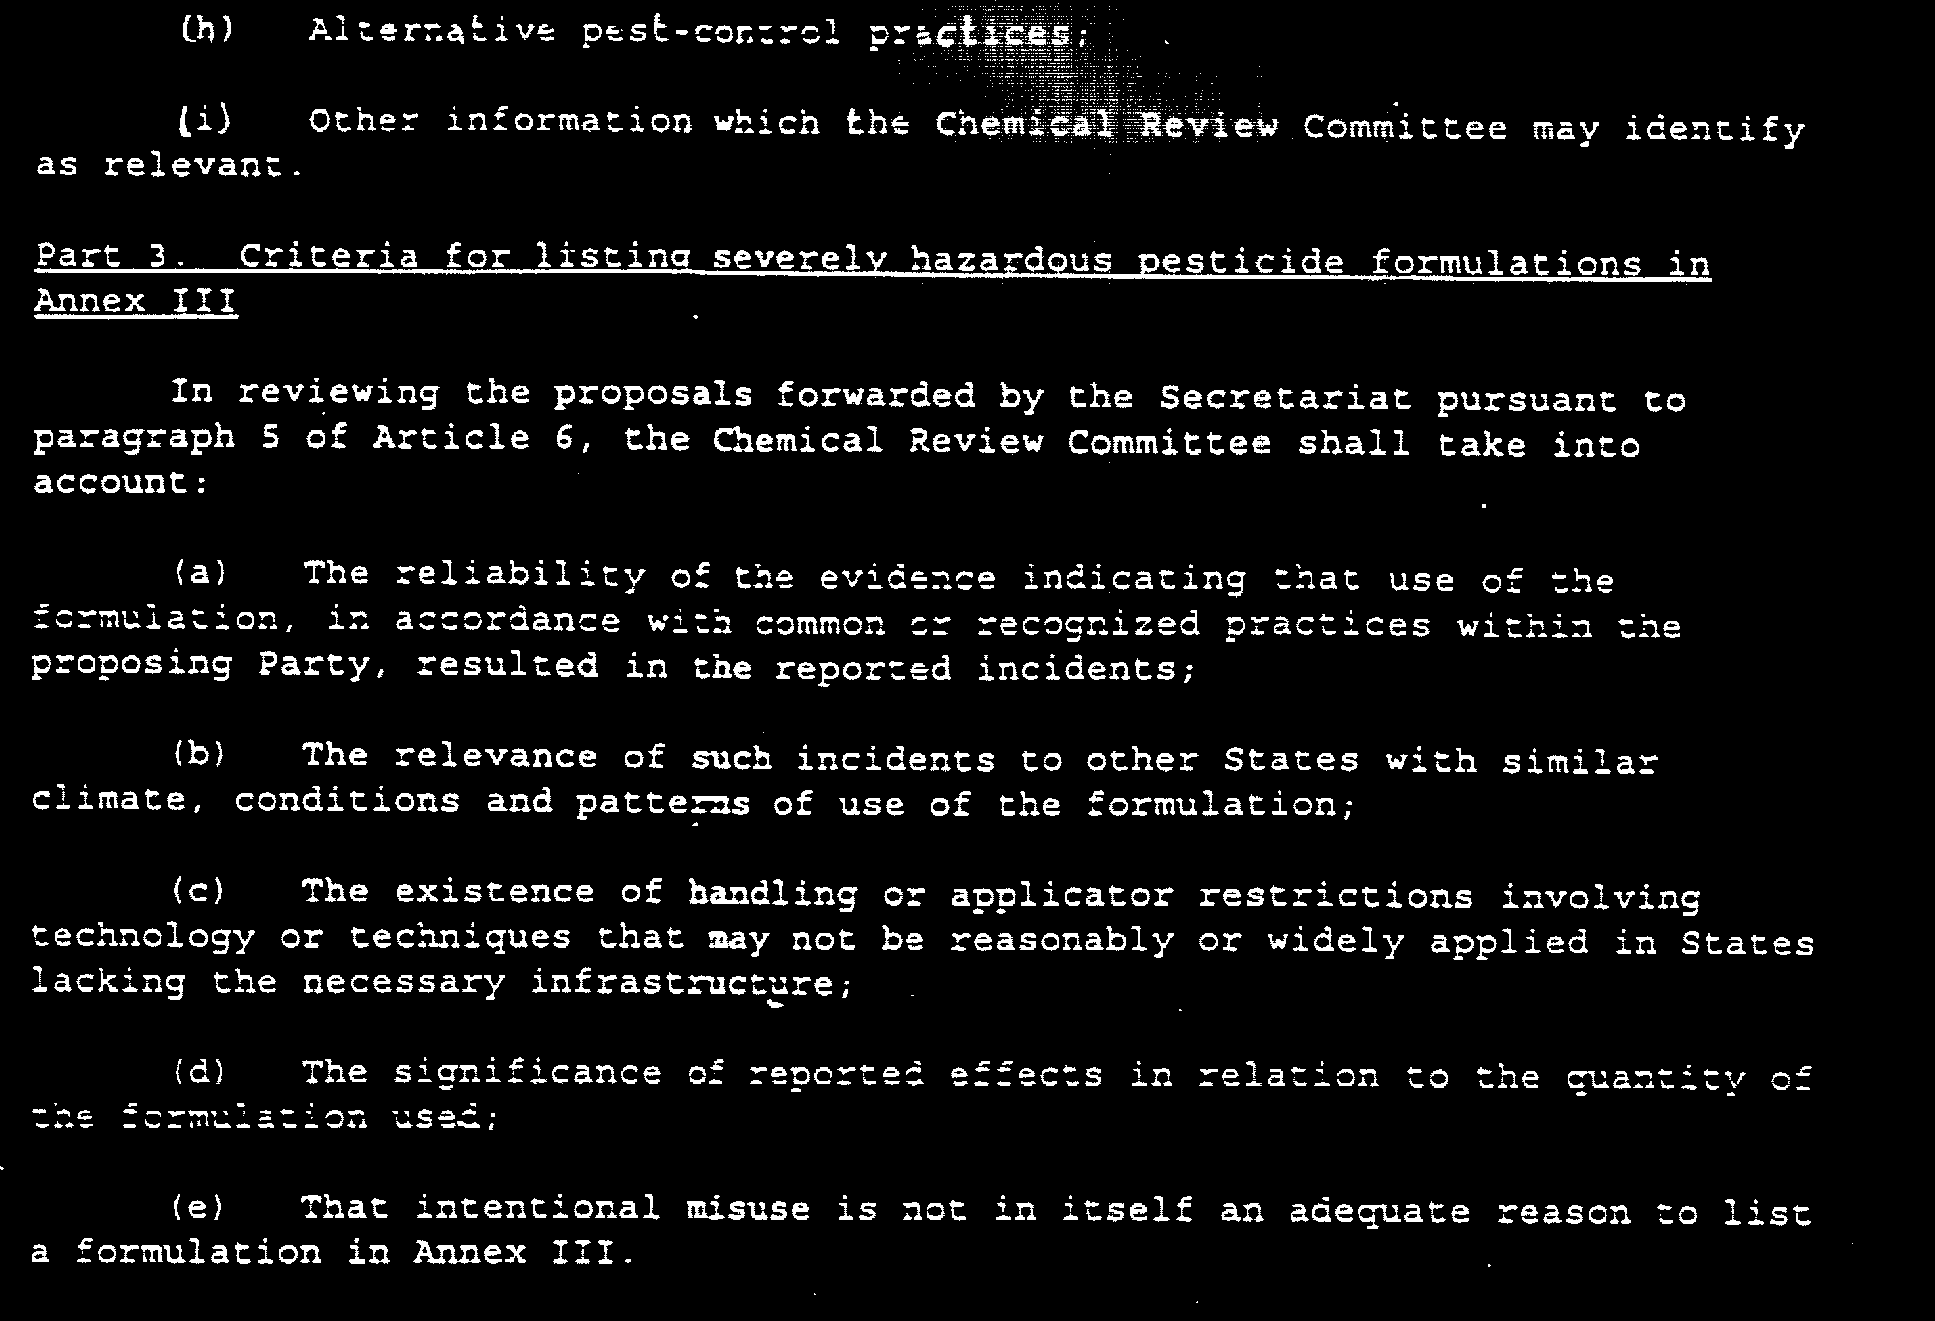 (h) Alternative pest-control practices;
(i) Other information which the Chemical Review Committee may identify
as relevant.
Part 3. Criteria for listing severely hazardous pesticide formulations in
Annex III
In reviewing the proposals forwarded by the Secretariat pursuant to
paragraph 5 of Article 6, the Chemical Review Committee shall take into
account:
(a) The reliability of the evidence indicating that use of the
formulation, in accordance with common or recognized practices within the
proposing Party, resulted in the reported incidents;
(b) The relevance of such incidents to other States with similar
climate, conditions and patterns of use of the formulation;
(c) The existence of handling or applicator restrictions involving
technology or techniques that may not be reasonably or widely applied in States
lacking the necessary infrastructure;
(d) The significance of reported effects in relation to the quantity of
the formulation used;
(e) That intentional misuse is not in itself an adequate reason to list
a formulation in Annex III.